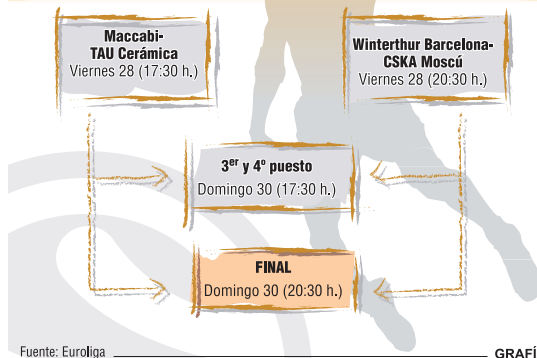 Maccabi-
TAU Cerámica
Viernes 28 (17:30 h.)
Winterthur Barcelona-
CSKA Moscú
Viernes 28 (20:30 h.)
3er y 4º puesto
Domingo 30 (17:30 h.)
FINAL
Domingo 30 (20:30 h.)
Fuente: Euroliga
GRAFÍ